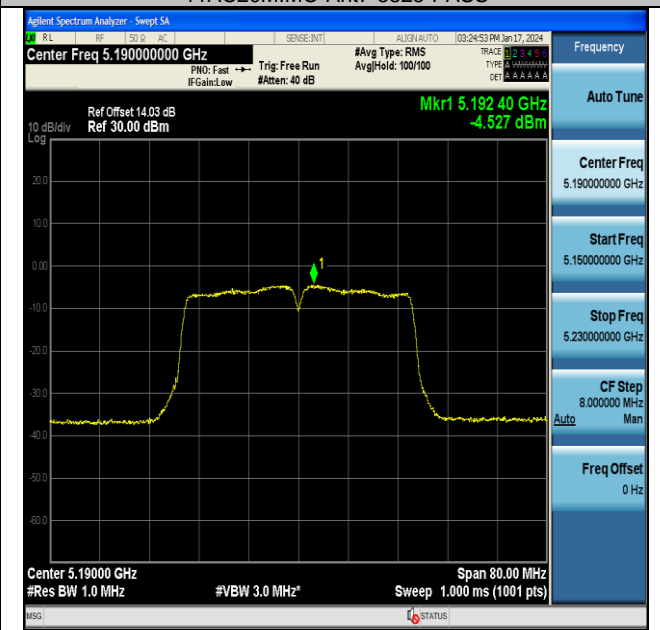 Agilent Spectrum Analyzer - Swept SA
RL RF 50 Ω AC SENSE:INT ALIGN AUTO 03:24:53 PM Jan 17, 2024
Center Freq 5.190000000 GHz
PNO: Fast
IFGain:Low
Trig: Free Run
#Atten: 40 dB
#Avg Type: RMS
Avg|Hold: 100/100
TRACE 1 2 3 4 5 6
TYPE A WWWWW
DET A A A A A A
Mkr1 5.192 40 GHz
-4.527 dBm
Ref Offset 14.03 dB
10 dB/div Ref 30.00 dBm
Log
20.0
10.0
0.00
-10.0
-20.0
-30.0
-40.0
-50.0
-60.0
1
Center 5.19000 GHz Span 80.00 MHz
#Res BW 1.0 MHz #VBW 3.0 MHz* Sweep 1.000 ms (1001 pts)
MSG STATUS
Frequency
Auto Tune
Center Freq
5.190000000 GHz
Start Freq
5.150000000 GHz
Stop Freq
5.230000000 GHz
CF Step
8.000000 MHz
Auto Man
Freq Offset
0 Hz